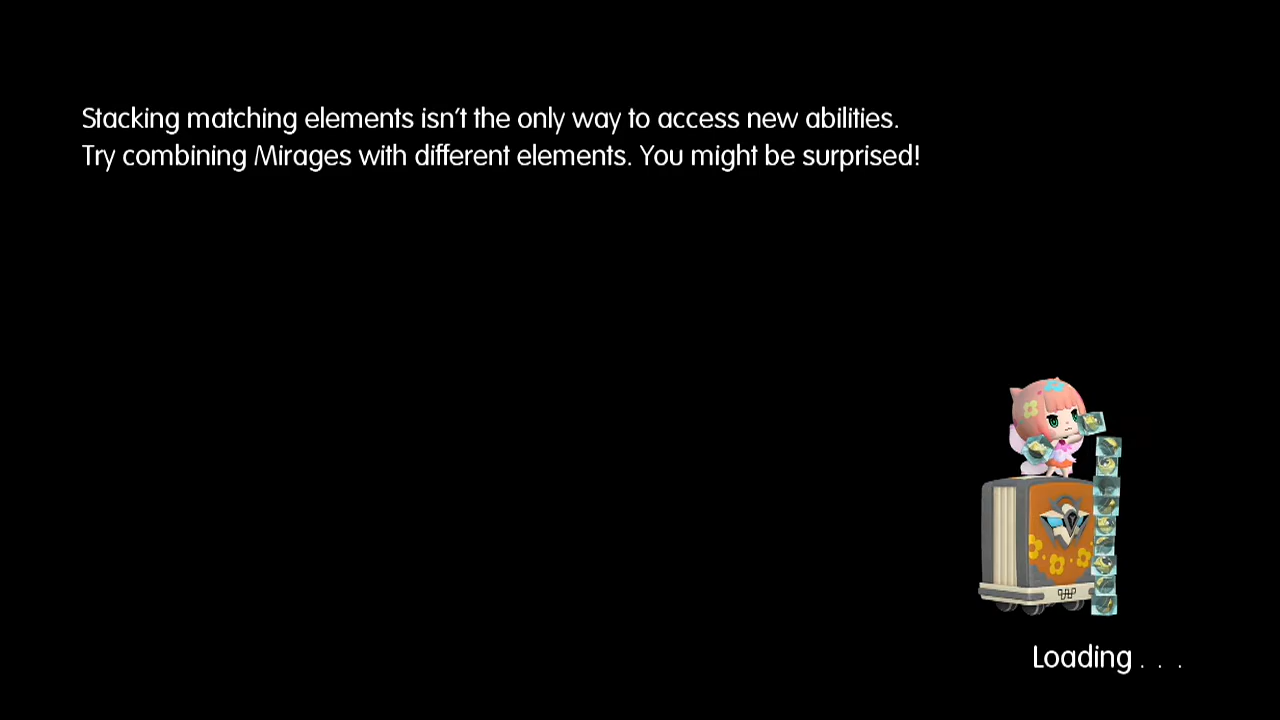 Stacking matching elements isn't the only way to access new abilities.
Try combining Mirages with different elements. You might be surprised!
Loading . . .